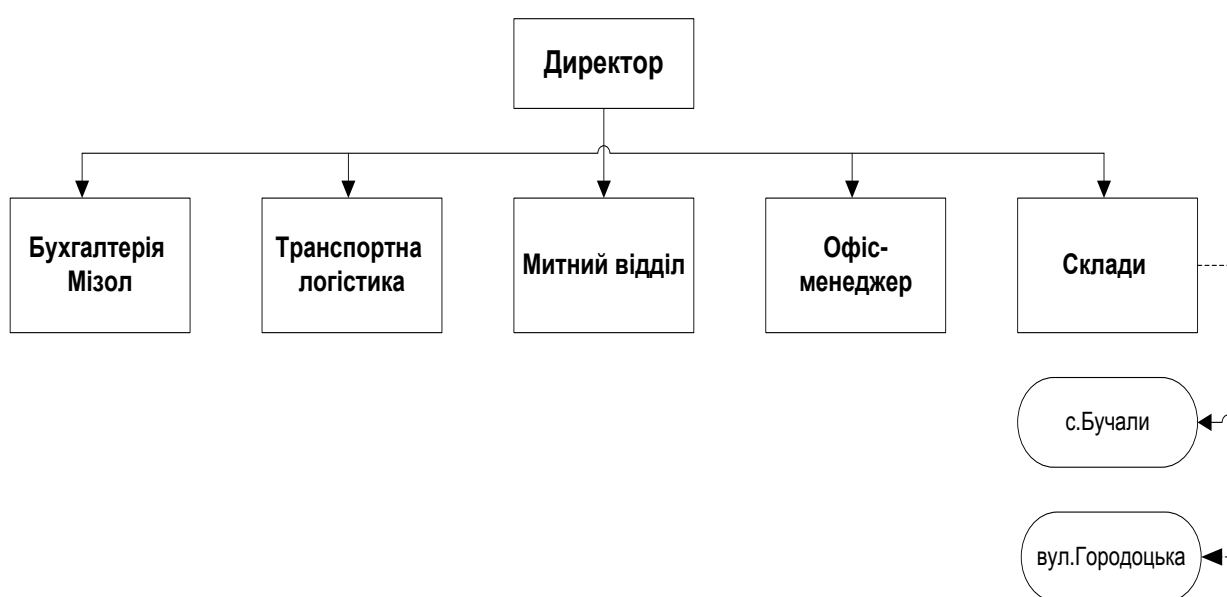 Директор
Бухгалтерія
Мізол
Транспортна
логістика
Митний відділ
Офіс-
менеджер
Склади
с.Бучали
вул.Городоцька